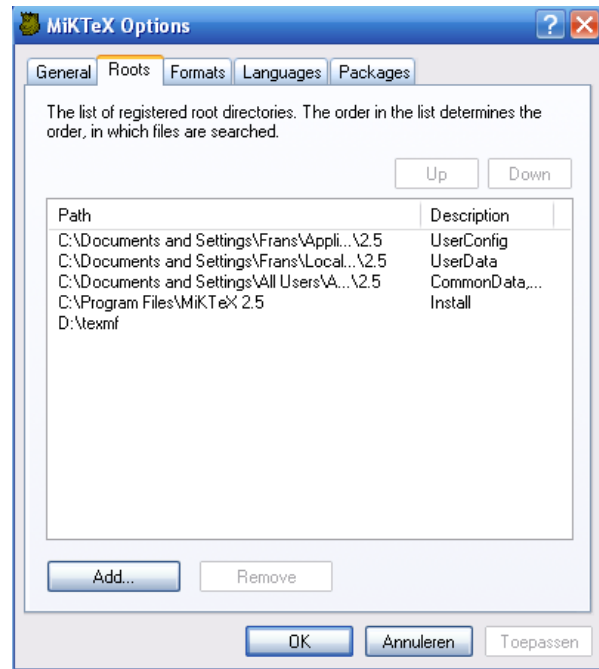 MiKTeX Options
General Roots Formats Languages Packages
The list of registered root directories. The order in the list determines the
order, in which files are searched.
Up Down
Path Description
C:\Documents and Settings\Frans\Appli...\2.5 UserConfig
C:\Documents and Settings\Frans\Local...\2.5 UserData
C:\Documents and Settings\All Users\A...\2.5 CommonData,...
C:\Program Files\MiKTeX 2.5 Install
D:\texmf
Add... Remove
OK Annuleren Toepassen